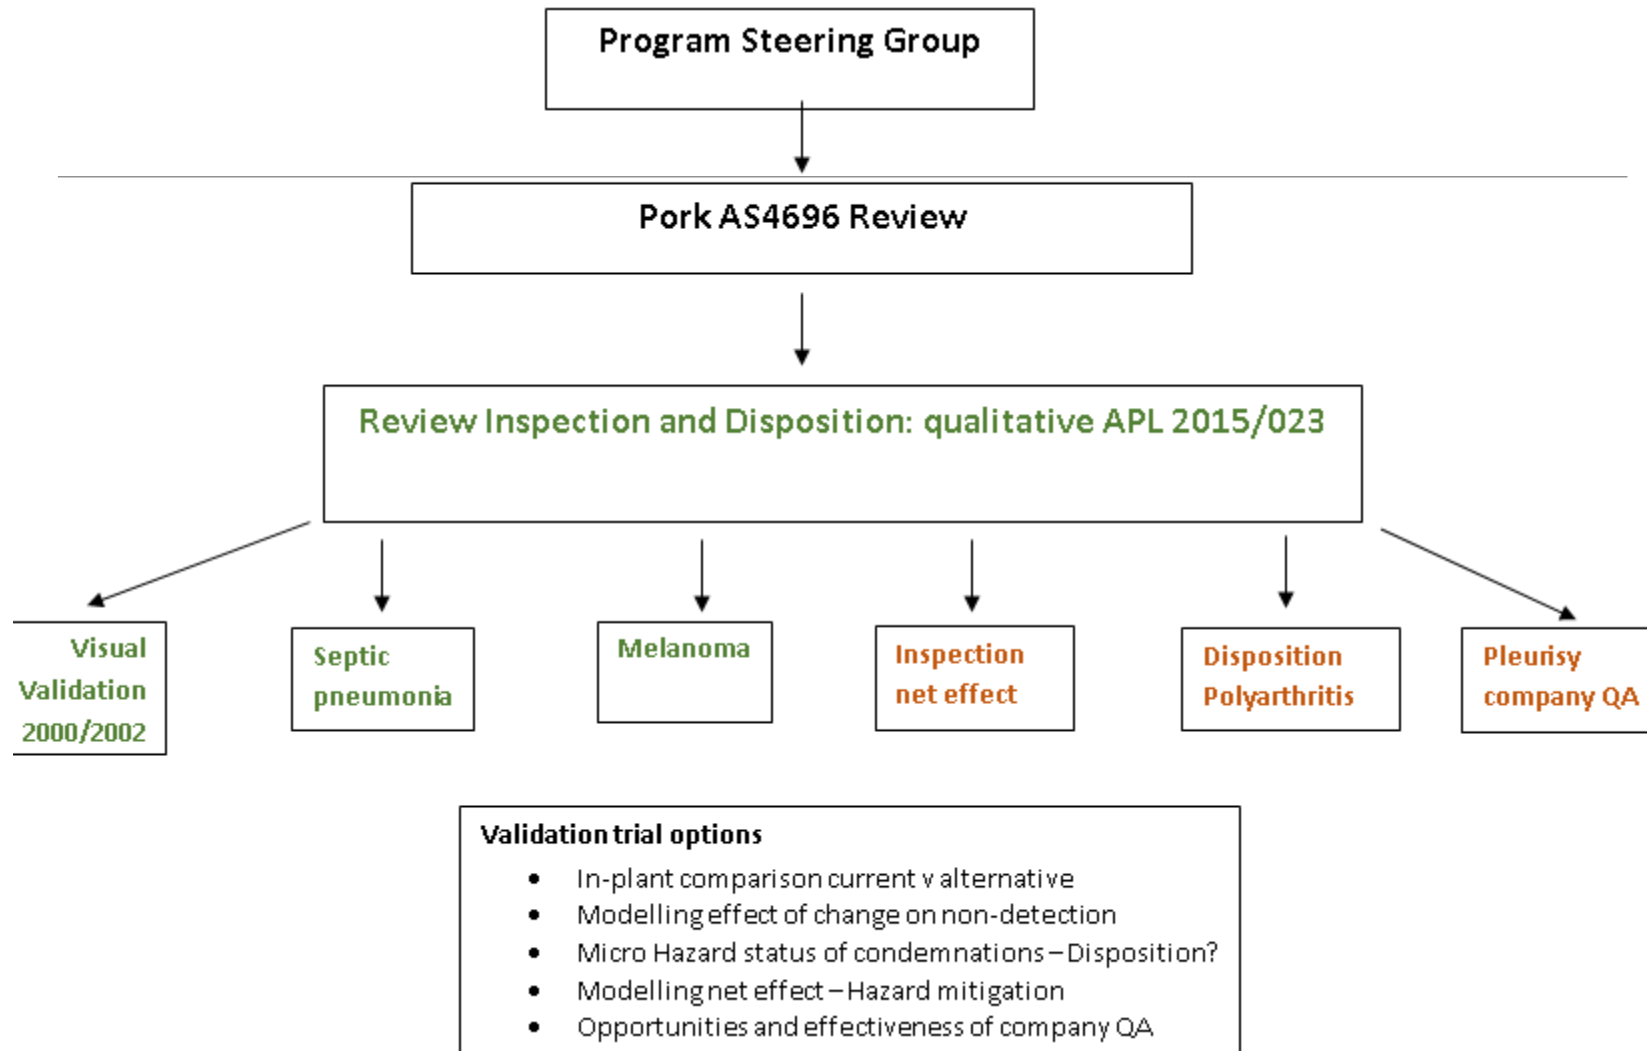 Program Steering Group
Pork AS4696 Review
Review Inspection and Disposition: qualitative APL 2015/023
Visual
Validation
2000/2002
Septic
pneumonia
Melanoma
Inspection
net effect
Disposition
Polyarthritis
Pleurisy
company QA
Validation trial options
• In-plant comparison current v alternative
• Modelling effect of change on non-detection
• Micro Hazard status of condemnations – Disposition?
• Modelling net effect – Hazard mitigation
• Opportunities and effectiveness of company QA